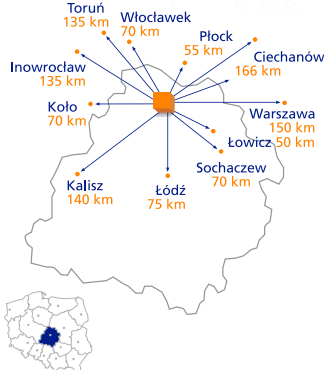 Toruń
135 km
Włocławek
70 km
Płock
55 km
Ciechanów
166 km
Inowrocław
135 km
Koło
70 km
Warszawa
150 km
Łowicz 50 km
Sochaczew
70 km
Kalisz
140 km
Łódź
75 km